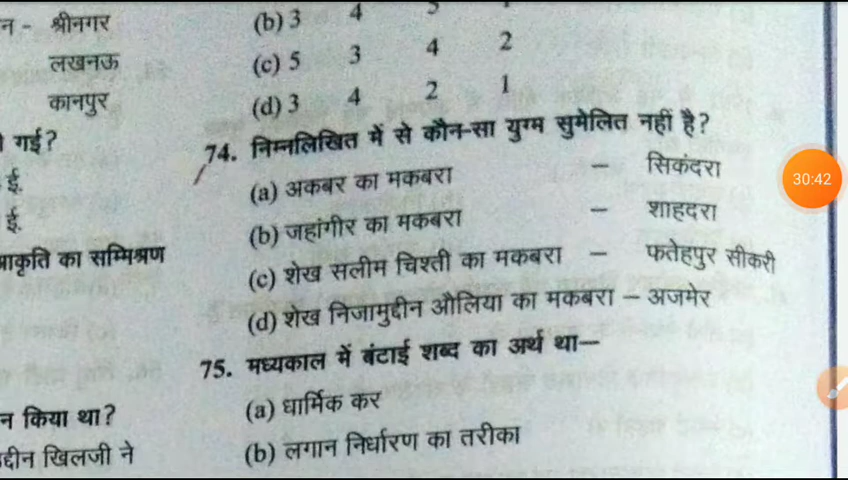 न - श्रीनगर
लखनऊ
कानपुर
गई?
ई.
ई.
प्राकृति का सम्मिश्रण
न किया था?
द्दीन खिलजी ने
(b) 3 4 5
(c) 5 3 4 2
(d) 3 4 2 1
74. निम्नलिखित में से कौन-सा युग्म सुमेलित नहीं है?
(a) अकबर का मकबरा – सिकंदरा
(b) जहांगीर का मकबरा – शाहदरा
(c) शेख सलीम चिश्ती का मकबरा – फतेहपुर सीकरी
(d) शेख निजामुद्दीन औलिया का मकबरा – अजमेर
75. मध्यकाल में बंटाई शब्द का अर्थ था—
(a) धार्मिक कर
(b) लगान निर्धारण का तरीका
30:42